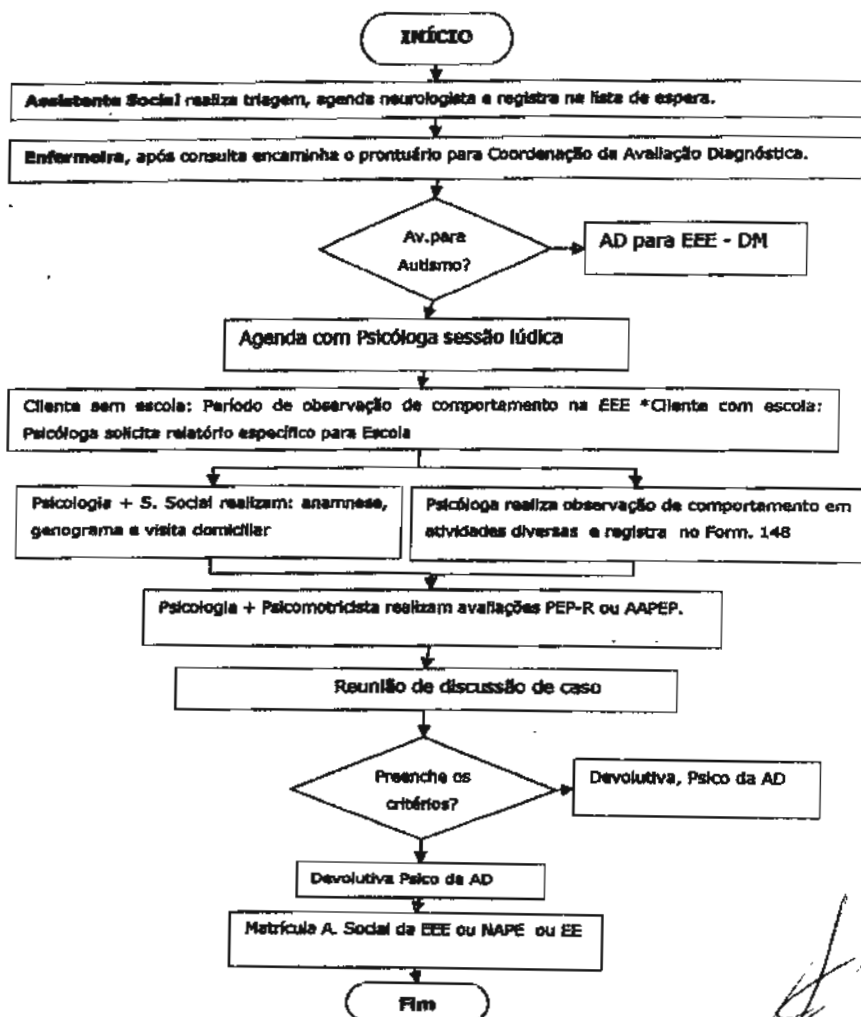 INÍCIO
Assistente Social realiza triagem, agenda neurologista e registra na lista de espera.
Enfermeira, após consulta encaminha o prontuário para Coordenação da Avaliação Diagnóstica.
Av.para
Autismo?
AD para EEE - DM
Agenda com Psicóloga sessão lúdica
Cliente sem escola: Período de observação de comportamento na EEE *Cliente com escola:
Psicóloga solicita relatório específico para Escola
Psicologia + S. Social realizam: anamnese,
genograma e visita domiciliar
Psicóloga realiza observação de comportamento em
atividades diversas e registra no Form. 148
Psicologia + Psicomotricista realizam avaliações PEP-R ou AAPEP.
Reunião de discussão de caso
Preenche os
critérios?
Devolutiva, Psico da AD
Devolutiva Psico da AD
Matrícula A. Social da EEE ou NAPE ou EE
Fim